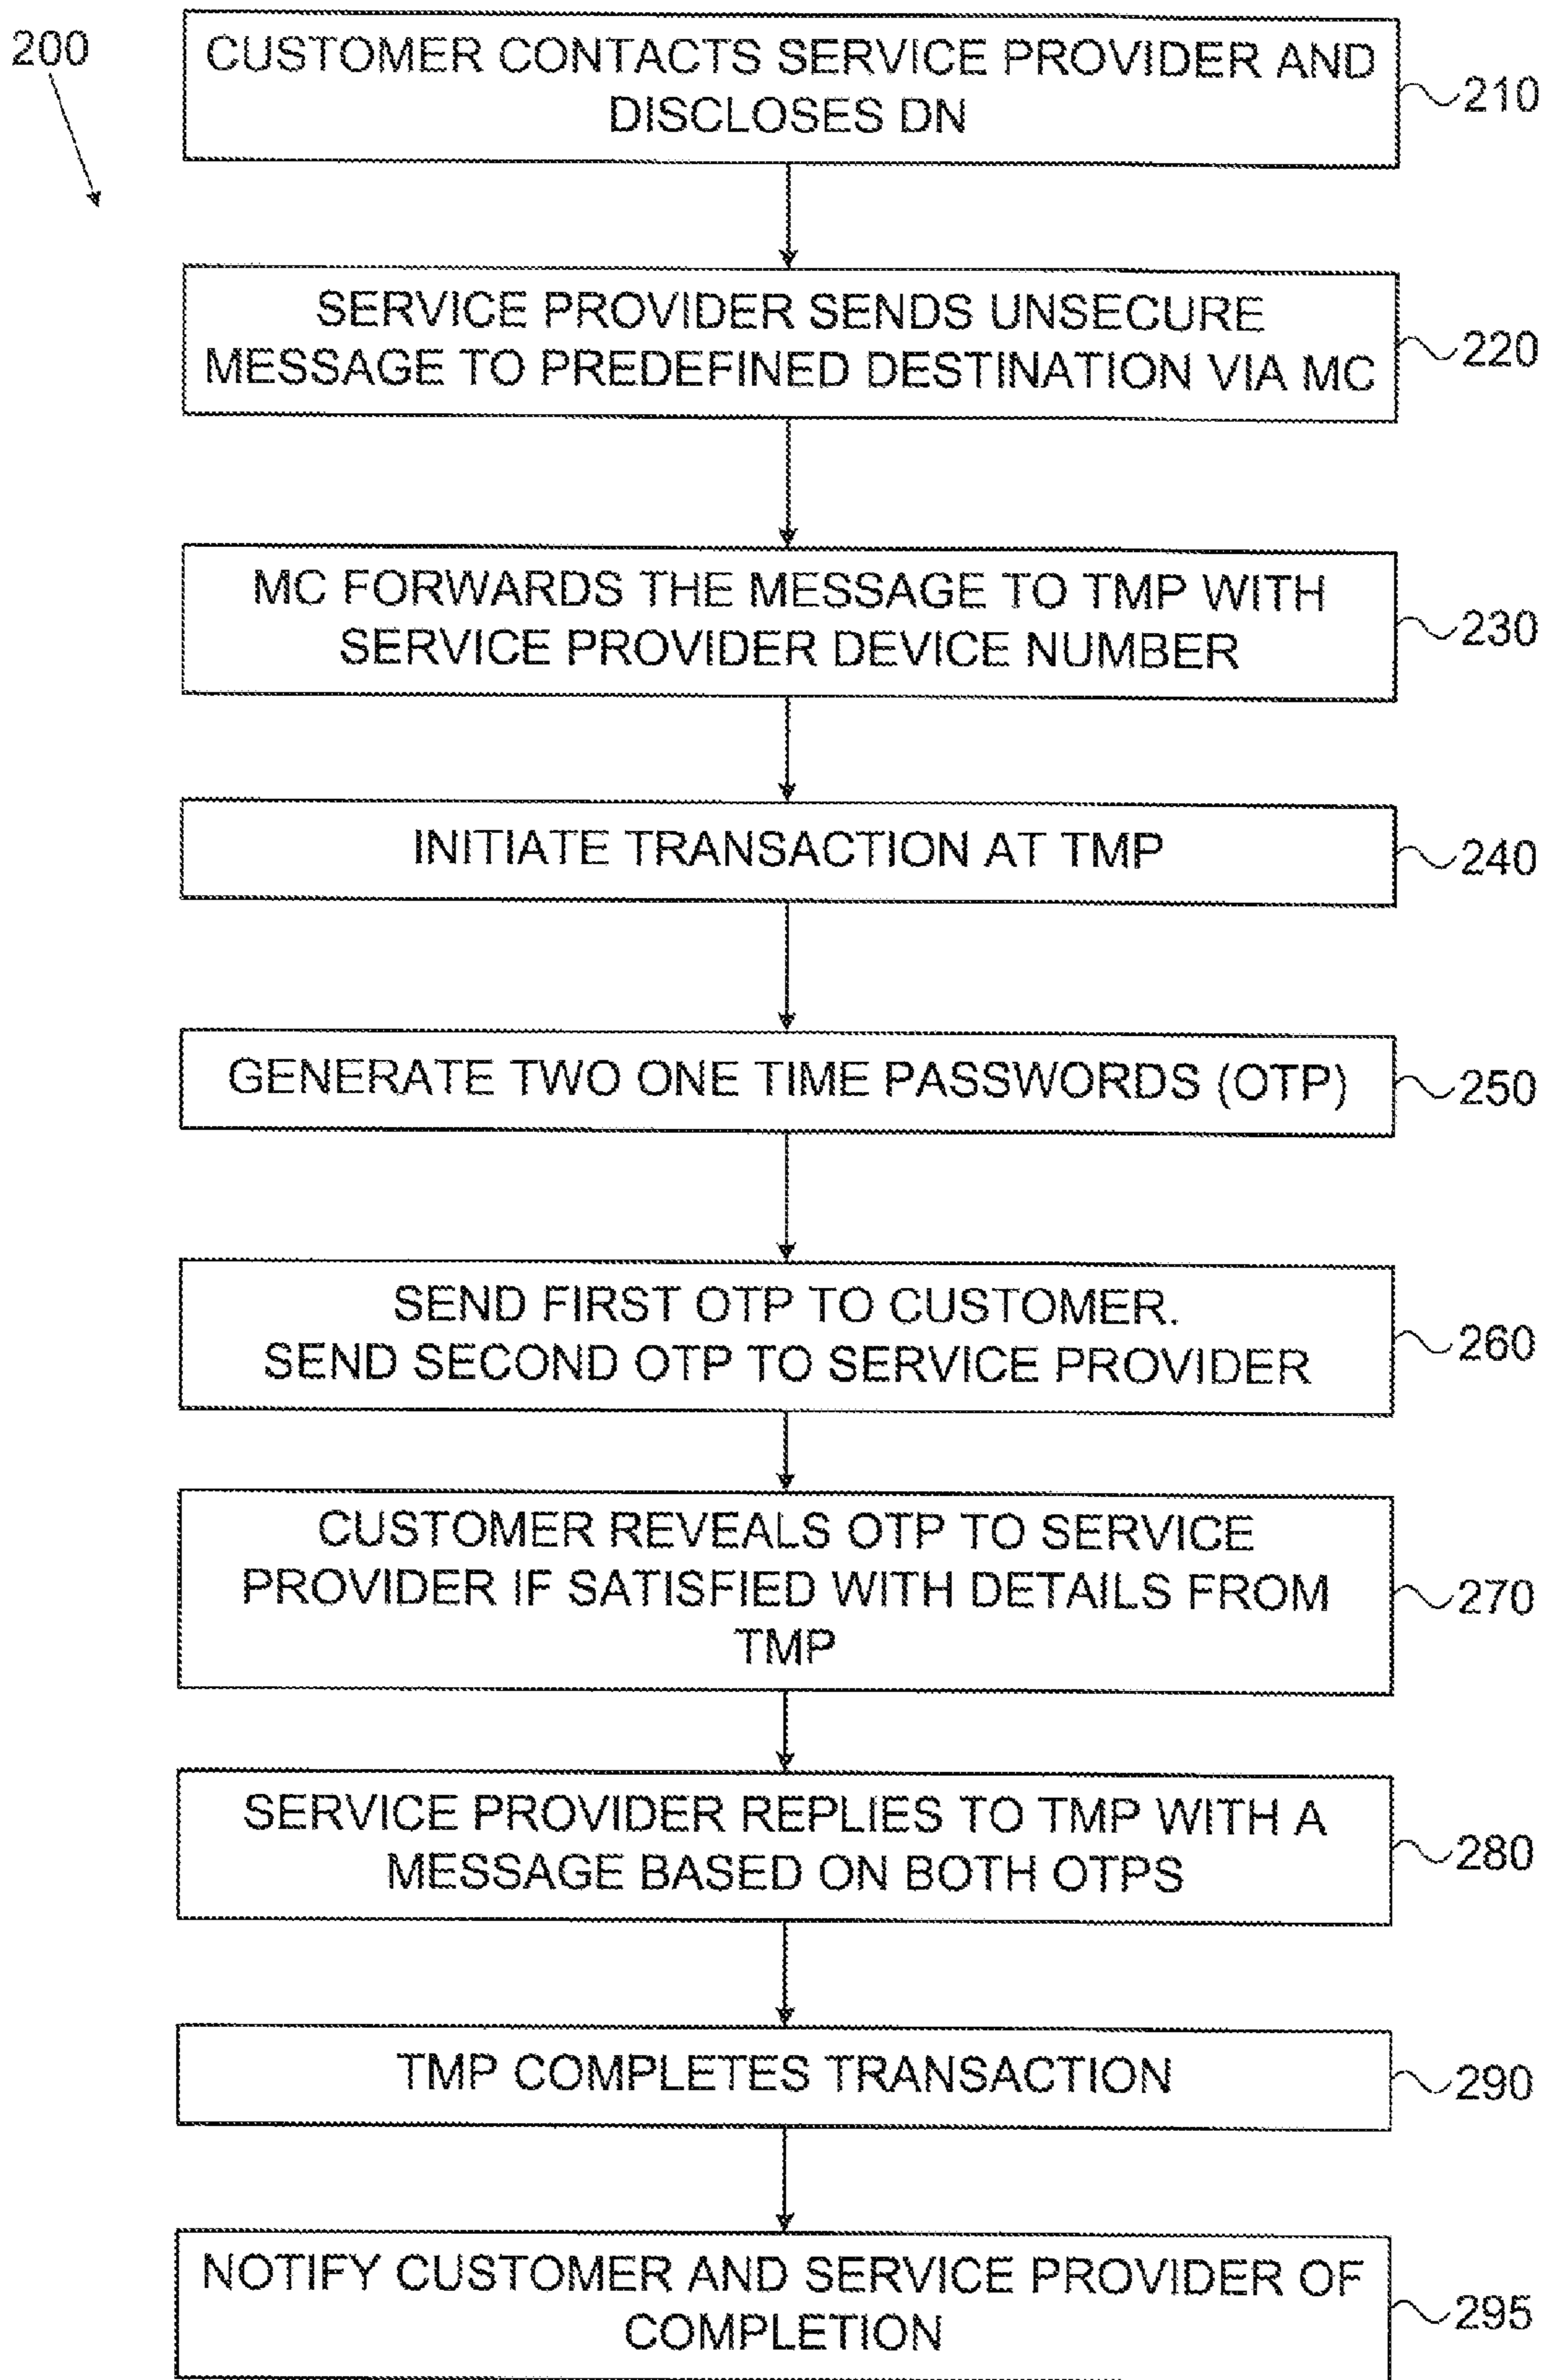 200
CUSTOMER CONTACTS SERVICE PROVIDER AND
DISCLOSES DN
210
SERVICE PROVIDER SENDS UNSECURE
MESSAGE TO PREDEFINED DESTINATION VIA MC
220
MC FORWARDS THE MESSAGE TO TMP WITH
SERVICE PROVIDER DEVICE NUMBER
230
INITIATE TRANSACTION AT TMP
240
GENERATE TWO ONE TIME PASSWORDS (OTP)
250
SEND FIRST OTP TO CUSTOMER.
SEND SECOND OTP TO SERVICE PROVIDER
260
CUSTOMER REVEALS OTP TO SERVICE
PROVIDER IF SATISFIED WITH DETAILS FROM
TMP
270
SERVICE PROVIDER REPLIES TO TMP WITH A
MESSAGE BASED ON BOTH OTPS
280
TMP COMPLETES TRANSACTION
290
NOTIFY CUSTOMER AND SERVICE PROVIDER OF
COMPLETION
295